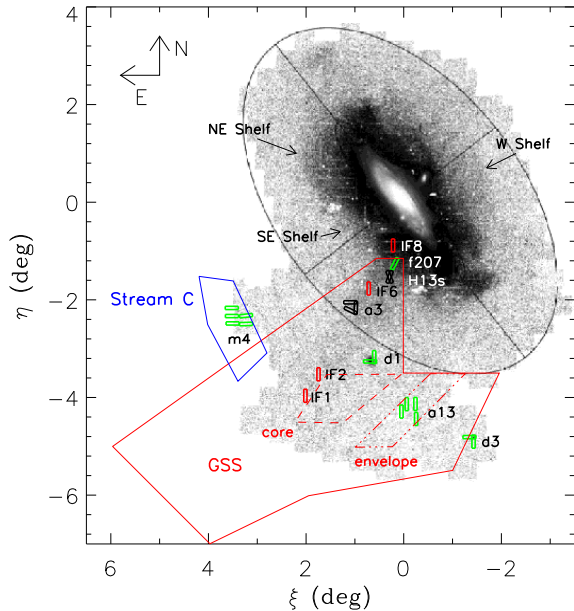 4
N
E
NE Shelf
W Shelf
2
0
SE Shelf
IF8
f207
H13s
IF6
-2
Stream C
a3
m4
d1
IF2
IF1
-4
a13
core
d3
GSS
envelope
-6
6 4 2 0 -2
ξ (deg)
η (deg)